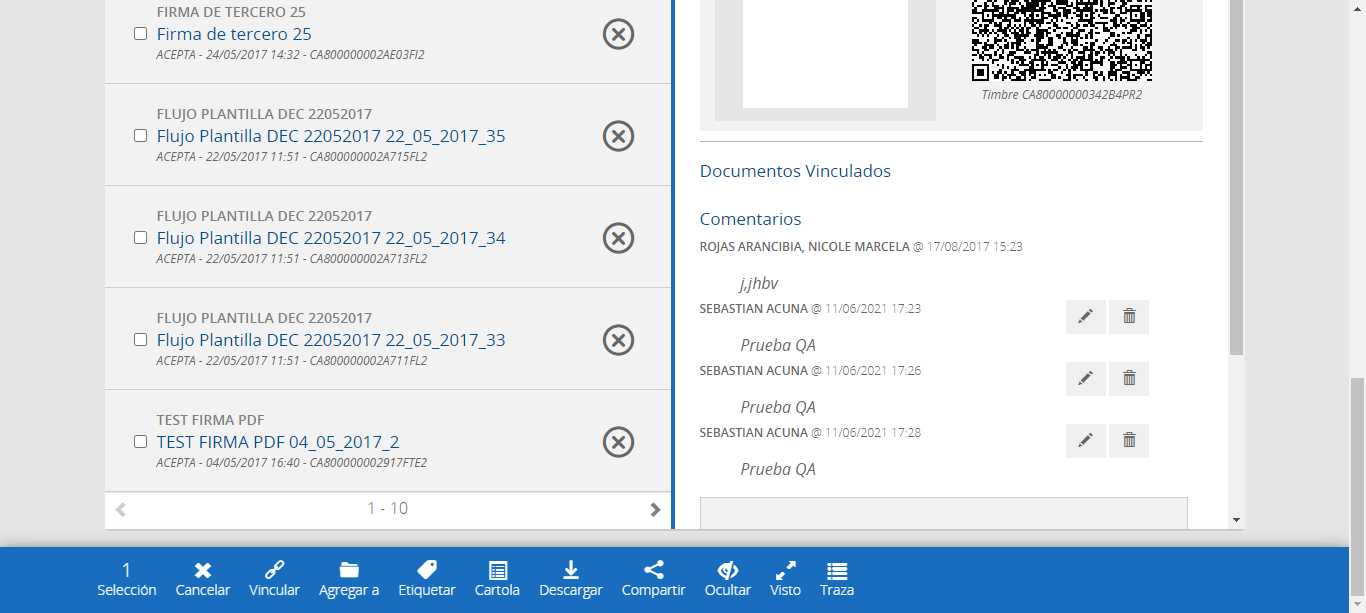 FIRMA DE TERCERO 25
Firma de tercero 25
ACEPTA - 24/05/2017 14:32 - CA800000002AE03FI2
FLUJO PLANTILLA DEC 22052017
Flujo Plantilla DEC 22052017 22_05_2017_35
ACEPTA - 22/05/2017 11:51 - CA800000002A715FL2
FLUJO PLANTILLA DEC 22052017
Flujo Plantilla DEC 22052017 22_05_2017_34
ACEPTA - 22/05/2017 11:51 - CA800000002A713FL2
FLUJO PLANTILLA DEC 22052017
Flujo Plantilla DEC 22052017 22_05_2017_33
ACEPTA - 22/05/2017 11:51 - CA800000002A711FL2
TEST FIRMA PDF
TEST FIRMA PDF 04_05_2017_2
ACEPTA - 04/05/2017 16:40 - CA800000002917FTE2
1 - 10
Timbre CA80000000342B4PR2
Documentos Vinculados
Comentarios
ROJAS ARANCIBIA, NICOLE MARCELA @ 17/08/2017 15:23
j,jhbv
SEBASTIAN ACUNA @ 11/06/2021 17:23
Prueba QA
SEBASTIAN ACUNA @ 11/06/2021 17:26
Prueba QA
SEBASTIAN ACUNA @ 11/06/2021 17:28
Prueba QA
1
Selección
Cancelar
Vincular
Agregar a
Etiquetar
Cartola
Descargar
Compartir
Ocultar
Visto
Traza